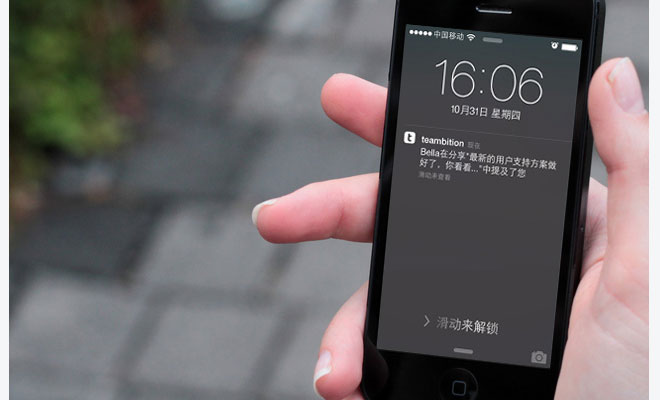 中国移动
16:06
10月31日 星期四
t teambition 现在
Bella在分享"最新的用户支持方案做
好了，你看看..."中提及了您
滑动来查看
> 滑动来解锁